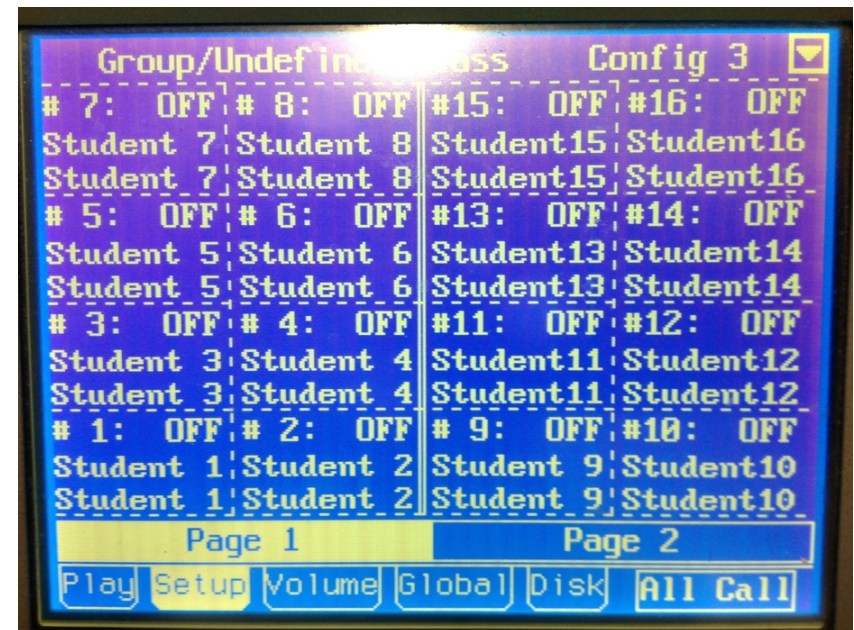 Group/Undefined Class Config 3
# 7: OFF # 8: OFF #15: OFF #16: OFF
Student 7 Student 8 Student15 Student16
Student 7 Student 8 Student15 Student16
# 5: OFF # 6: OFF #13: OFF #14: OFF
Student 5 Student 6 Student13 Student14
Student 5 Student 6 Student13 Student14
# 3: OFF # 4: OFF #11: OFF #12: OFF
Student 3 Student 4 Student11 Student12
Student 3 Student 4 Student11 Student12
# 1: OFF # 2: OFF # 9: OFF #10: OFF
Student 1 Student 2 Student 9 Student10
Student 1 Student 2 Student 9 Student10
Page 1 Page 2
Play Setup Volume Global Disk All Call